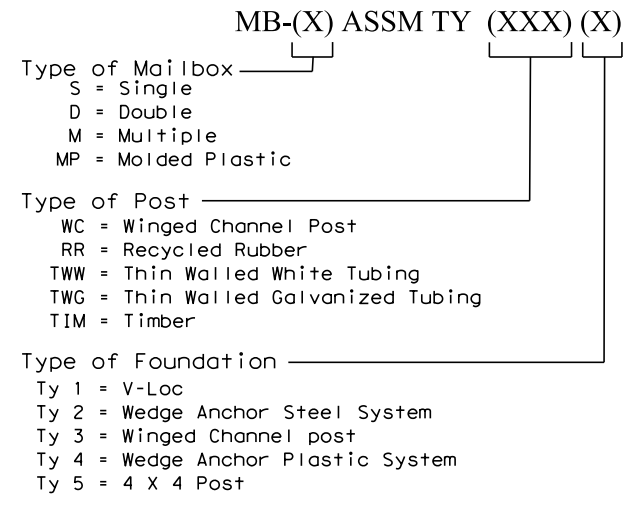 MB-(X) ASSM TY (XXX) (X)
Type of Mailbox
S = Single
D = Double
M = Multiple
MP = Molded Plastic
Type of Post
WC = Winged Channel Post
RR = Recycled Rubber
TWW = Thin Walled White Tubing
TWG = Thin Walled Galvanized Tubing
TIM = Timber
Type of Foundation
Ty 1 = V-Loc
Ty 2 = Wedge Anchor Steel System
Ty 3 = Winged Channel post
Ty 4 = Wedge Anchor Plastic System
Ty 5 = 4 X 4 Post